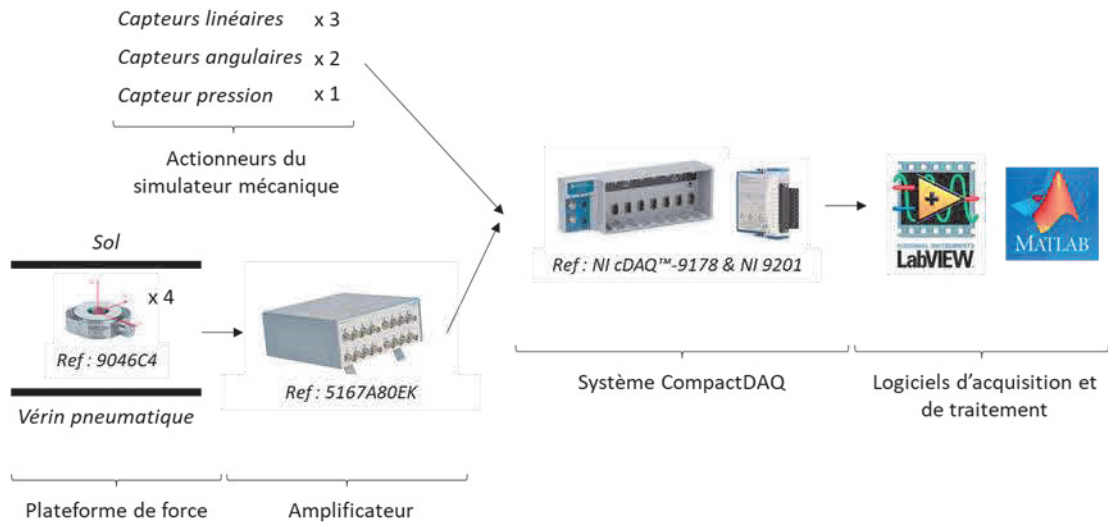 Capteurs linéaires x 3
Capteurs angulaires x 2
Capteur pression x 1
Actionneurs du
simulateur mécanique
Sol
x 4
Ref : 9046C4
Vérin pneumatique
Plateforme de force
Ref : 5167A80EK
Amplificateur
Ref : NI cDAQ™-9178 & NI 9201
Système CompactDAQ
NATIONAL INSTRUMENTS
LabVIEW
MATLAB
Logiciels d’acquisition et
de traitement